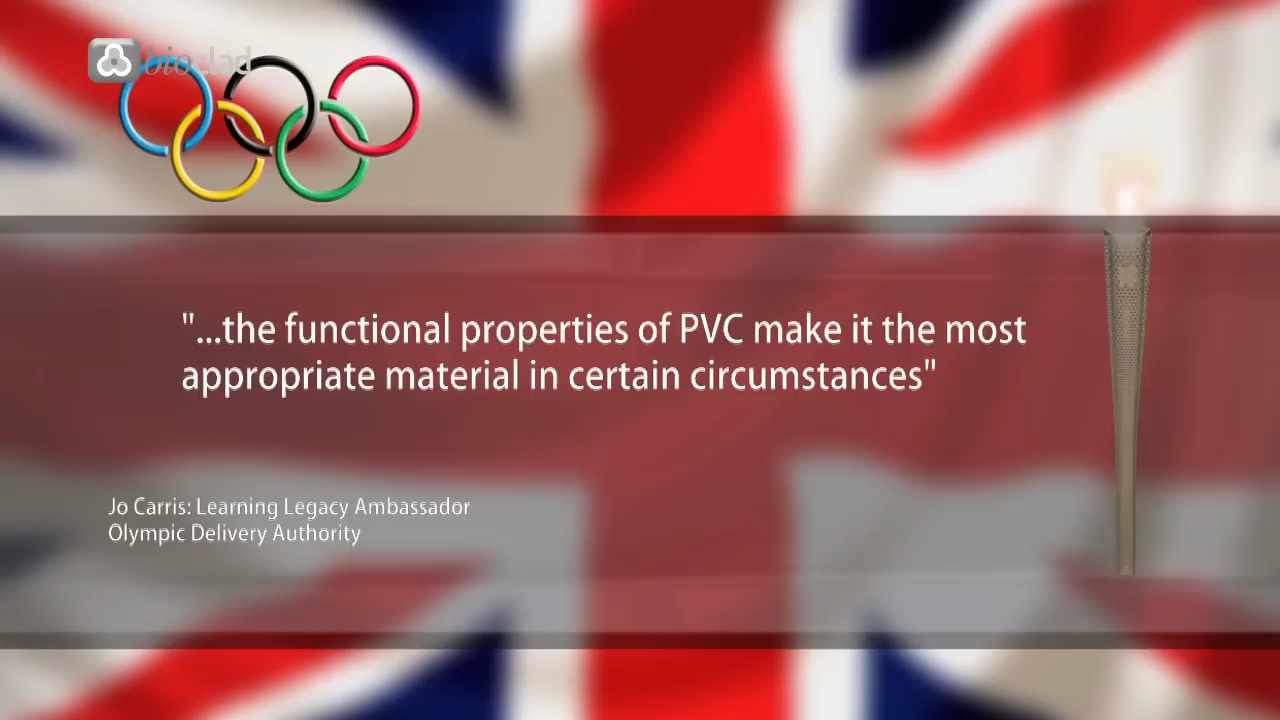 bioclad
"...the functional properties of PVC make it the most
appropriate material in certain circumstances"
Jo Carris: Learning Legacy Ambassador
Olympic Delivery Authority